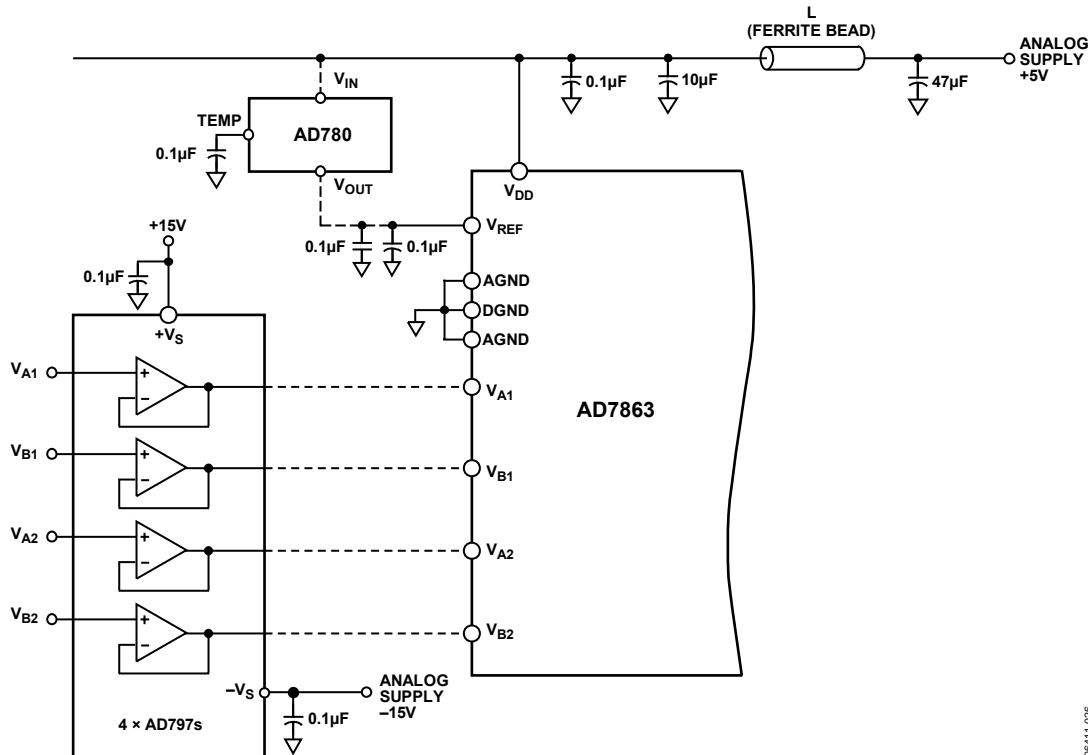 L
(FERRITE BEAD)
ANALOG
SUPPLY
+5V
0.1µF
10µF
47µF
VIN
TEMP
AD780
0.1µF
VOUT
VDD
+15V
0.1µF
0.1µF
VREF
0.1µF
AGND
DGND
AGND
+VS
VA1
+
–
VA1
AD7863
VB1
+
–
VB1
VA2
+
–
VA2
VB2
+
–
VB2
–VS
ANALOG
SUPPLY
–15V
0.1µF
4 × AD797s
06411-026